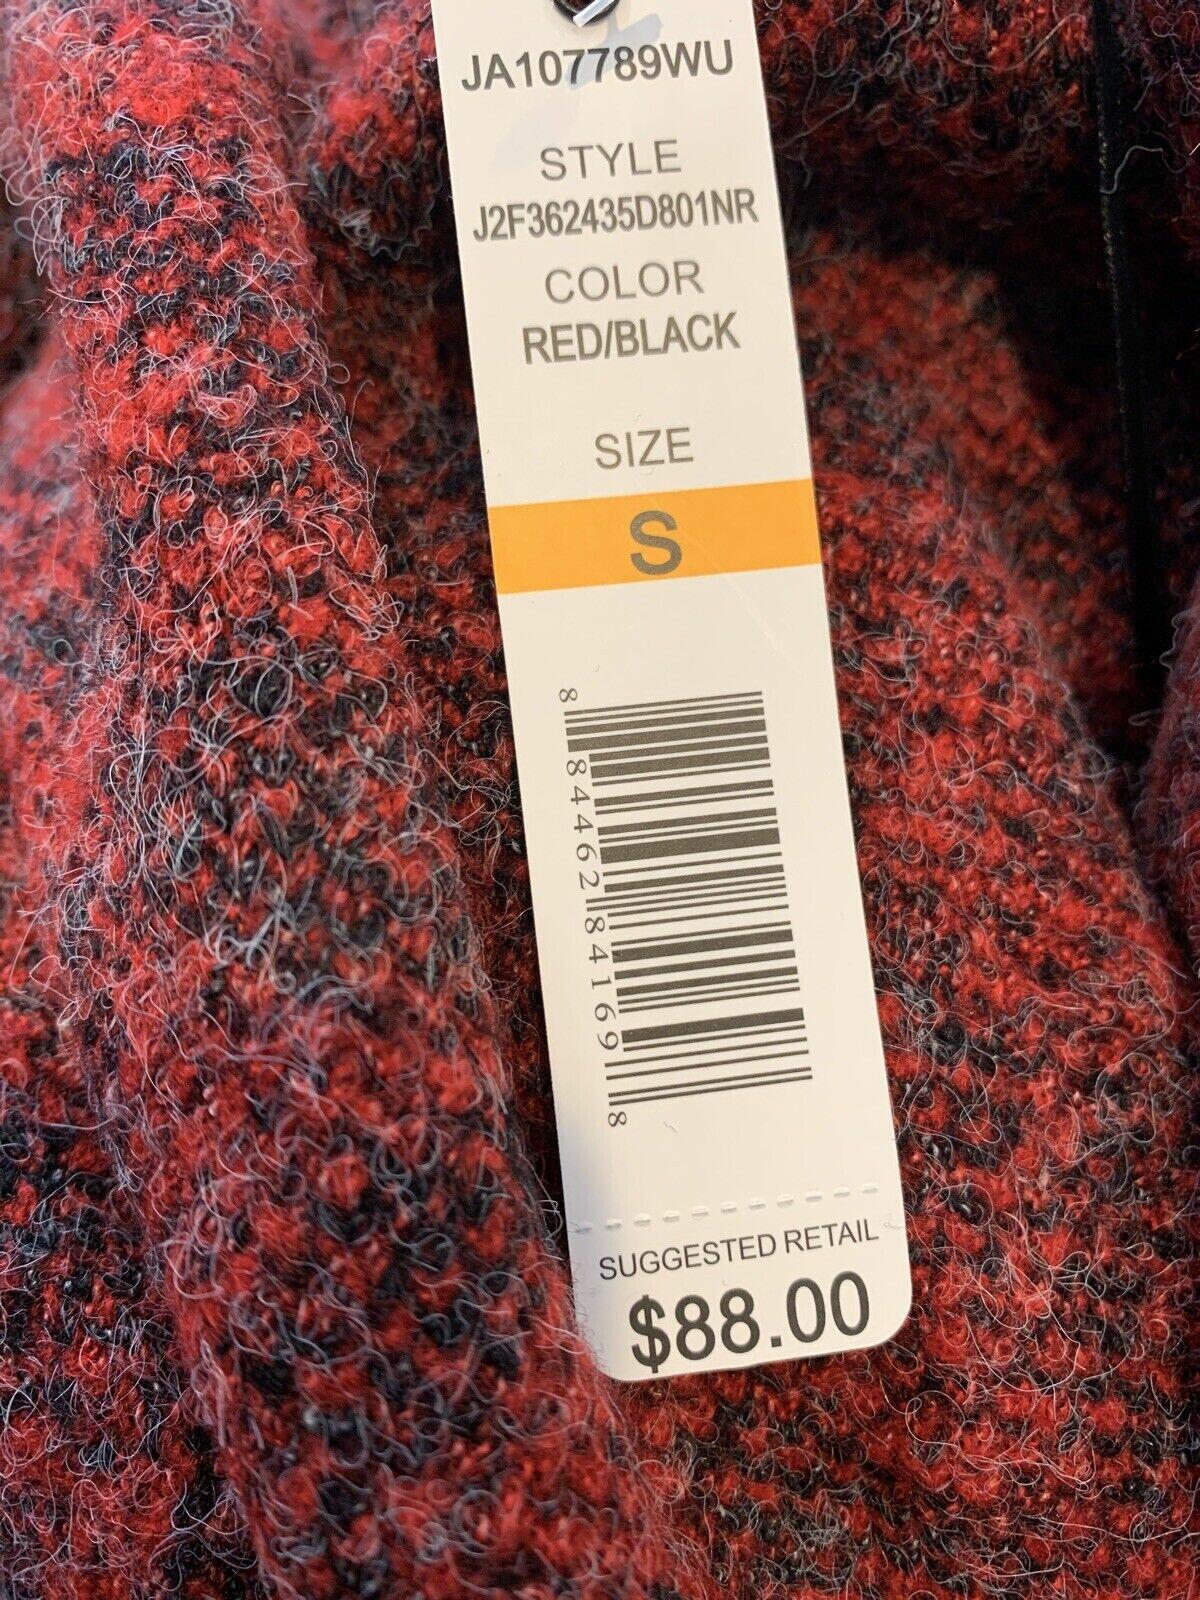 JA107789WU
STYLE
J2F362435D801NR
COLOR
RED/BLACK
SIZE
S
8 84462 84169 8
SUGGESTED RETAIL
$88.00